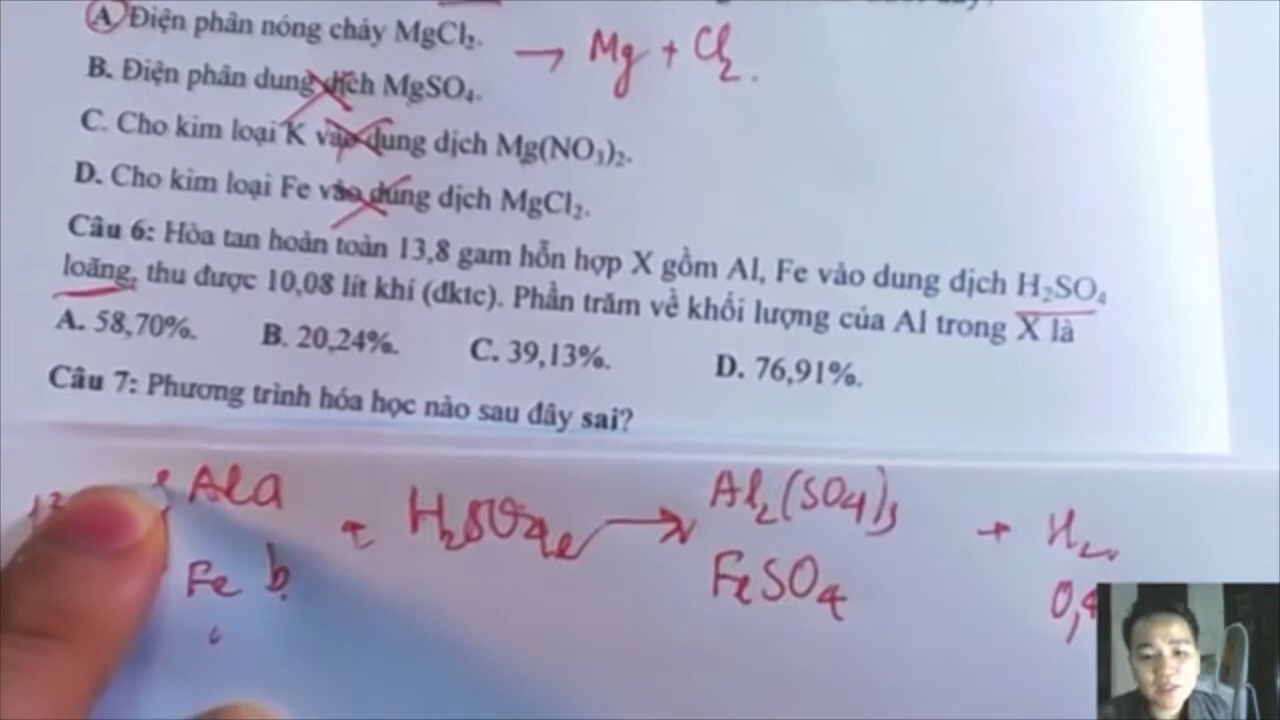 A. Điện phân nóng chảy MgCl₂. → Mg + Cl₂.
B. Điện phân dung dịch MgSO₄.
C. Cho kim loại K vào dung dịch Mg(NO₃)₂.
D. Cho kim loại Fe vào dung dịch MgCl₂.
Câu 6: Hòa tan hoàn toàn 13,8 gam hỗn hợp X gồm Al, Fe vào dung dịch H₂SO₄
loãng, thu được 10,08 lít khí (đktc). Phần trăm về khối lượng của Al trong X là
A. 58,70%. B. 20,24%. C. 39,13%. D. 76,91%.
Câu 7: Phương trình hóa học nào sau đây sai?
Al a + H₂SO₄ → Al₂(SO₄)₃ + H₂
Fe b FeSO₄